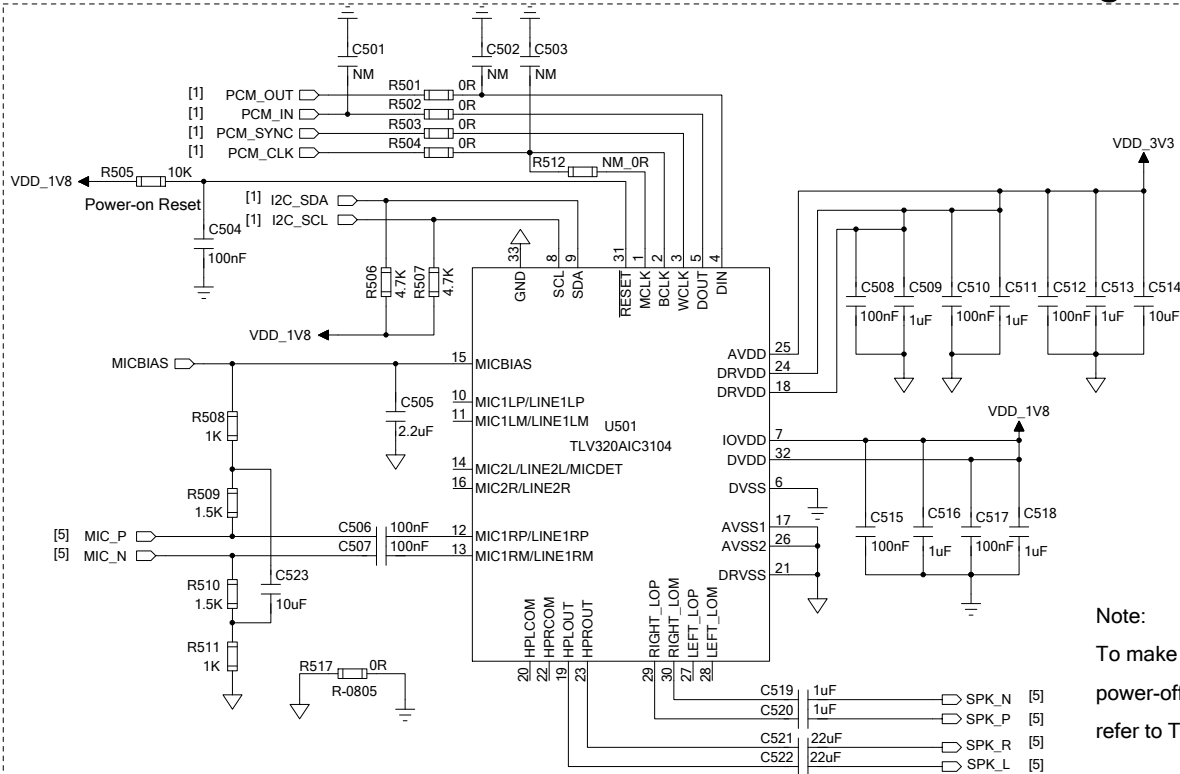 C501
NM
C502
NM
C503
NM
[1] PCM_OUT R501 0R
[1] PCM_IN R502 0R
[1] PCM_SYNC R503 0R
[1] PCM_CLK R504 0R
R512 NM_0R
VDD_3V3
VDD_1V8 R505 10K
Power-on Reset
[1] I2C_SDA
[1] I2C_SCL
C504
100nF
R506 4.7K
R507 4.7K
VDD_1V8
33 8 9 31 1 2 3 5 4
GND SCL SDA RESET MCLK BCLK WCLK DOUT DIN
C508 100nF
C509 1uF
C510 100nF
C511 1uF
C512 100nF
C513 1uF
C514 10uF
MICBIAS
15 MICBIAS
10 MIC1LP/LINE1LP
11 MIC1LM/LINE1LM
14 MIC2L/LINE2L/MICDET
16 MIC2R/LINE2R
12 MIC1RP/LINE1RP
13 MIC1RM/LINE1RM
U501
TLV320AIC3104
AVDD 25
DRVDD 24
DRVDD 18
IOVDD 7
DVDD 32
DVSS 6
AVSS1 17
AVSS2 26
DRVSS 21
VDD_1V8
C515 100nF
C516 1uF
C517 100nF
C518 1uF
R508
1K
C505
2.2uF
R509
1.5K
[5] MIC_P C506 100nF
[5] MIC_N C507 100nF
R510
1.5K
C523
10uF
R511
1K
R517 0R
R-0805
HPLCOM HPRCOM HPLOUT HPROUT RIGHT_LOP RIGHT_LOM LEFT_LOP LEFT_LOM
20 22 19 23 29 30 27 28
C519 1uF SPK_N [5]
C520 1uF SPK_P [5]
C521 22uF SPK_R [5]
C522 22uF SPK_L [5]
Note:
To make
power-of
refer to T